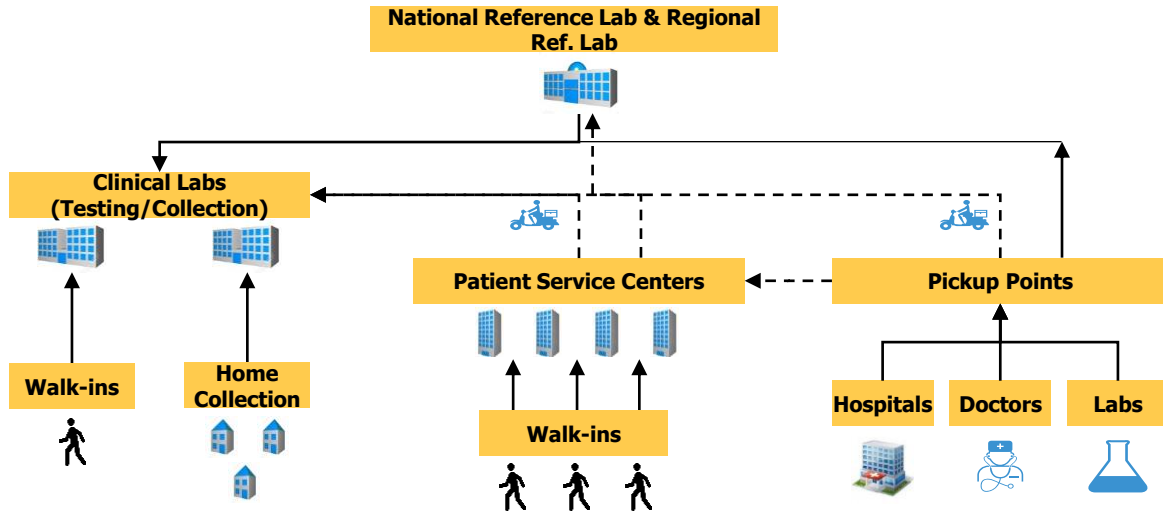 National Reference Lab & Regional
Ref. Lab
Clinical Labs
(Testing/Collection)
Patient Service Centers
Pickup Points
Walk-ins
Home
Collection
Walk-ins
Hospitals
Doctors
Labs